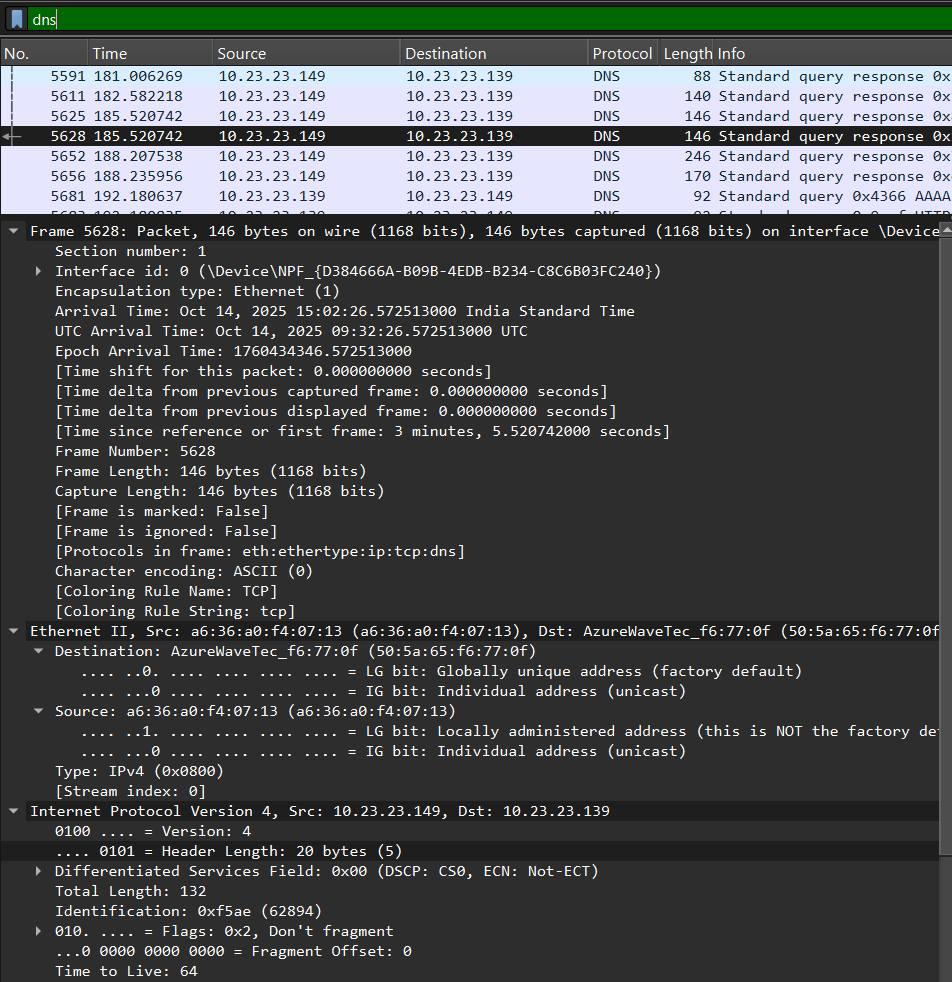 dns
No. Time Source Destination Protocol Length Info
5591 181.006269 10.23.23.149 10.23.23.139 DNS 88 Standard query response 0x
5611 182.582218 10.23.23.149 10.23.23.139 DNS 140 Standard query response 0x
5625 185.520742 10.23.23.149 10.23.23.139 DNS 146 Standard query response 0x
5628 185.520742 10.23.23.149 10.23.23.139 DNS 146 Standard query response 0x
5652 188.207538 10.23.23.149 10.23.23.139 DNS 246 Standard query response 0x
5656 188.235956 10.23.23.149 10.23.23.139 DNS 170 Standard query response 0x
5681 192.180637 10.23.23.139 10.23.23.149 DNS 92 Standard query 0x4366 AAAA
Frame 5628: Packet, 146 bytes on wire (1168 bits), 146 bytes captured (1168 bits) on interface \Device
Section number: 1
Interface id: 0 (\Device\NPF_{D384666A-B09B-4EDB-B234-C8C6B03FC240})
Encapsulation type: Ethernet (1)
Arrival Time: Oct 14, 2025 15:02:26.572513000 India Standard Time
UTC Arrival Time: Oct 14, 2025 09:32:26.572513000 UTC
Epoch Arrival Time: 1760434346.572513000
[Time shift for this packet: 0.000000000 seconds]
[Time delta from previous captured frame: 0.000000000 seconds]
[Time delta from previous displayed frame: 0.000000000 seconds]
[Time since reference or first frame: 3 minutes, 5.520742000 seconds]
Frame Number: 5628
Frame Length: 146 bytes (1168 bits)
Capture Length: 146 bytes (1168 bits)
[Frame is marked: False]
[Frame is ignored: False]
[Protocols in frame: eth:ethertype:ip:tcp:dns]
Character encoding: ASCII (0)
[Coloring Rule Name: TCP]
[Coloring Rule String: tcp]
Ethernet II, Src: a6:36:a0:f4:07:13 (a6:36:a0:f4:07:13), Dst: AzureWaveTec_f6:77:0f (50:5a:65:f6:77:0f
Destination: AzureWaveTec_f6:77:0f (50:5a:65:f6:77:0f)
.... ..0. .... .... .... .... = LG bit: Globally unique address (factory default)
.... ...0 .... .... .... .... = IG bit: Individual address (unicast)
Source: a6:36:a0:f4:07:13 (a6:36:a0:f4:07:13)
.... ..1. .... .... .... .... = LG bit: Locally administered address (this is NOT the factory de
.... ...0 .... .... .... .... = IG bit: Individual address (unicast)
Type: IPv4 (0x0800)
[Stream index: 0]
Internet Protocol Version 4, Src: 10.23.23.149, Dst: 10.23.23.139
0100 .... = Version: 4
.... 0101 = Header Length: 20 bytes (5)
Differentiated Services Field: 0x00 (DSCP: CS0, ECN: Not-ECT)
Total Length: 132
Identification: 0xf5ae (62894)
010. .... = Flags: 0x2, Don't fragment
...0 0000 0000 0000 = Fragment Offset: 0
Time to Live: 64